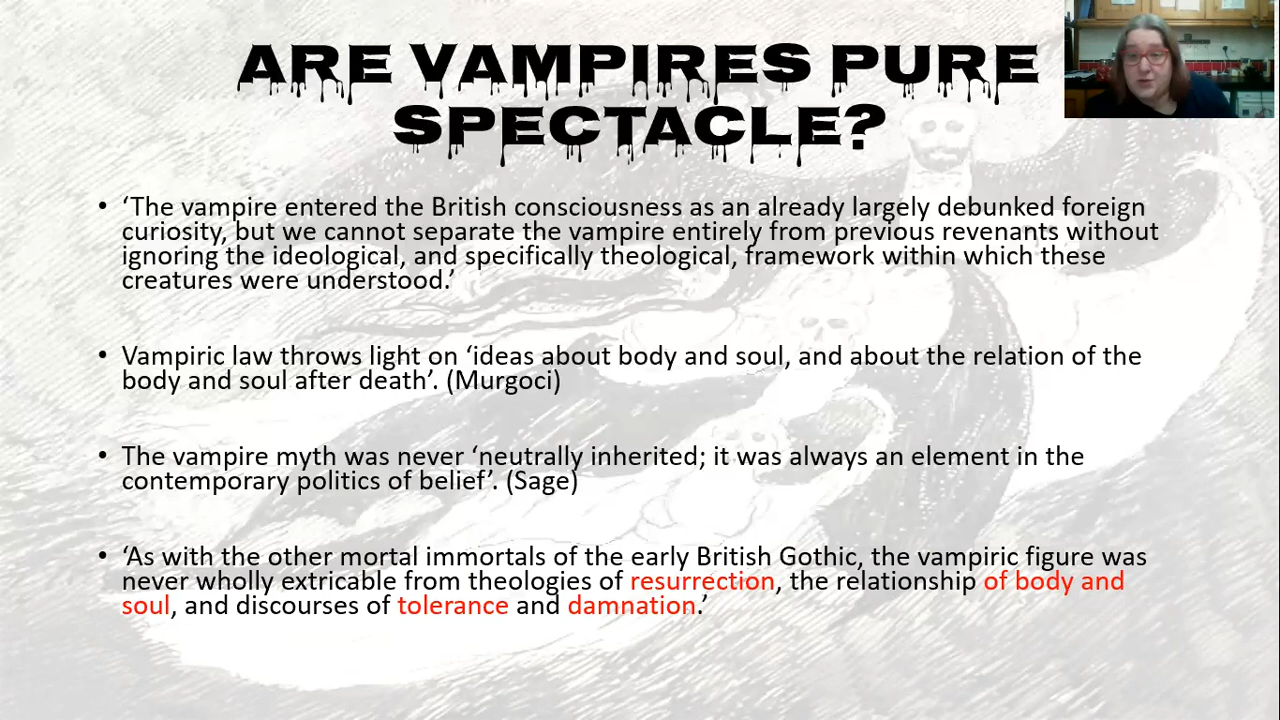 ARE VAMPIRES PURE
SPECTACLE?
• ‘The vampire entered the British consciousness as an already largely debunked foreign
curiosity, but we cannot separate the vampire entirely from previous revenants without
ignoring the ideological, and specifically theological, framework within which these
creatures were understood.’
• Vampiric law throws light on ‘ideas about body and soul, and about the relation of the
body and soul after death’. (Murgoci)
• The vampire myth was never ‘neutrally inherited; it was always an element in the
contemporary politics of belief’. (Sage)
• ‘As with the other mortal immortals of the early British Gothic, the vampiric figure was
never wholly extricable from theologies of resurrection, the relationship of body and
soul, and discourses of tolerance and damnation.’